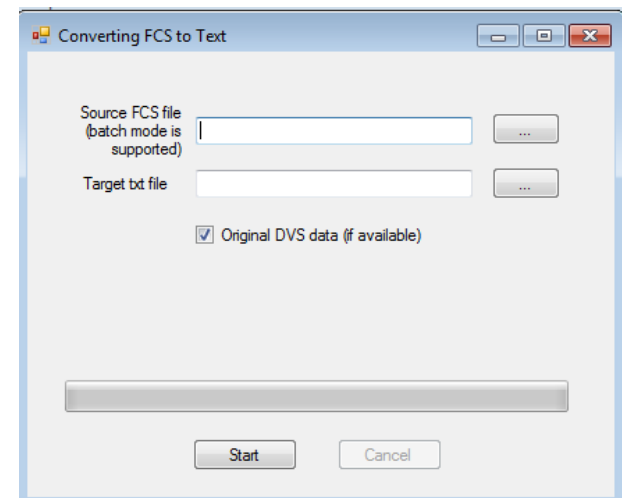 Converting FCS to Text
Source FCS file
(batch mode is
supported)
...
Target txt file
...
Original DVS data (if available)
Start
Cancel